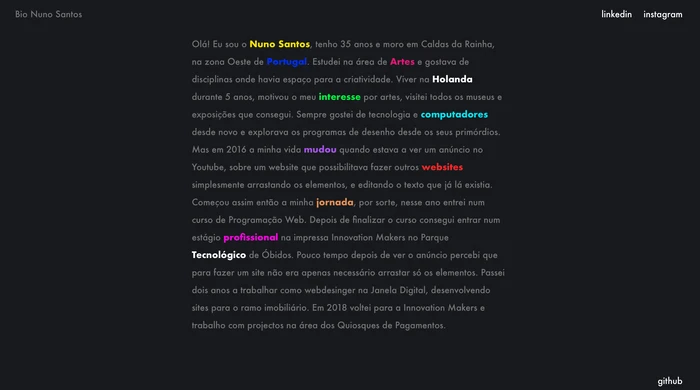 Bio Nuno Santos
linkedin instagram
Olá! Eu sou o Nuno Santos, tenho 35 anos e moro em Caldas da Rainha,
na zona Oeste de Portugal. Estudei na área de Artes e gostava de
disciplinas onde havia espaço para a criatividade. Viver na Holanda
durante 5 anos, motivou o meu interesse por artes, visitei todos os museus e
exposições que consegui. Sempre gostei de tecnologia e computadores
desde novo e explorava os programas de desenho desde os seus primórdios.
Mas em 2016 a minha vida mudou quando estava a ver um anúncio no
Youtube, sobre um website que possibilitava fazer outros websites
simplesmente arrastando os elementos, e editando o texto que já lá existia.
Começou assim então a minha jornada, por sorte, nesse ano entrei num
curso de Programação Web. Depois de finalizar o curso consegui entrar num
estágio profissional na impressa Innovation Makers no Parque
Tecnológico de Óbidos. Pouco tempo depois de ver o anúncio percebi que
para fazer um site não era apenas necessário arrastar só os elementos. Passei
dois anos a trabalhar como webdesinger na Janela Digital, desenvolvendo
sites para o ramo imobiliário. Em 2018 voltei para a Innovation Makers e
trabalho com projectos na área dos Quiosques de Pagamentos.
github